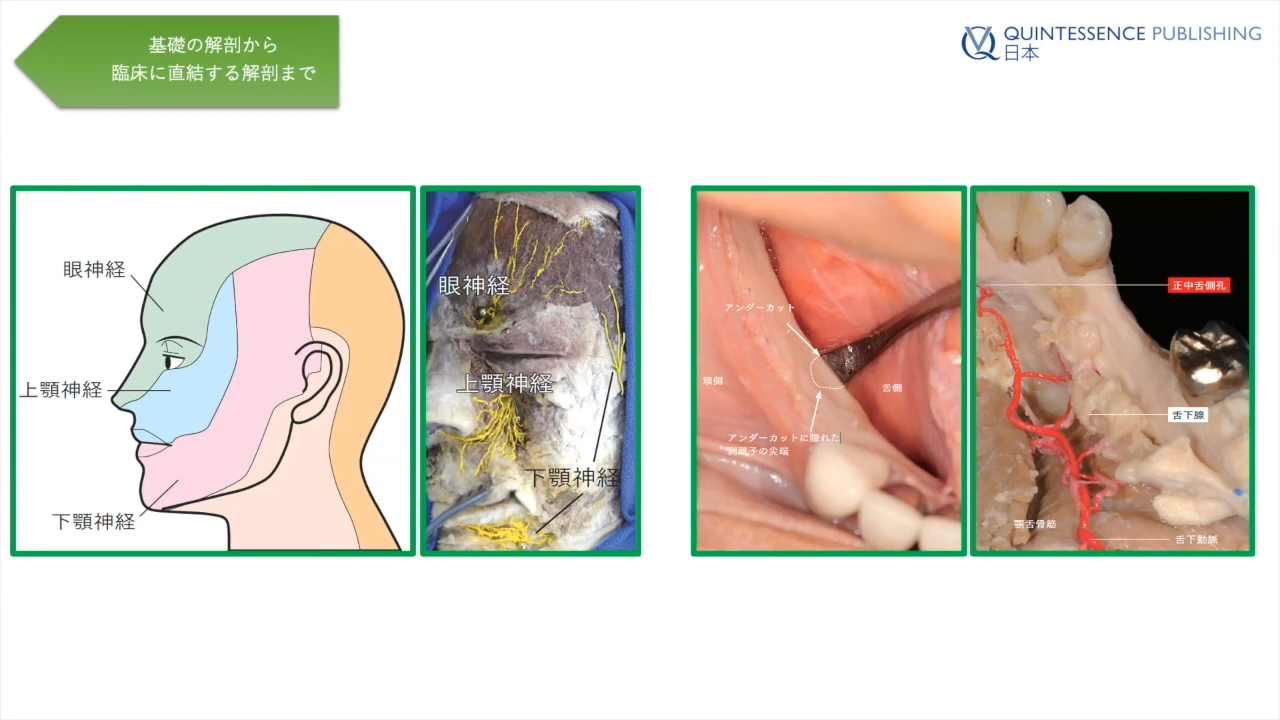 基礎の解剖から
臨床に直結する解剖まで
QUINTESSENCE PUBLISHING
日本
眼神経
上顎神経
下顎神経
眼神経
上顎神経
下顎神経
アンダーカット
頬側
舌側
アンダーカットに隠れた
剥離子の尖端
正中舌側孔
舌下腺
顎舌骨筋
舌下動脈